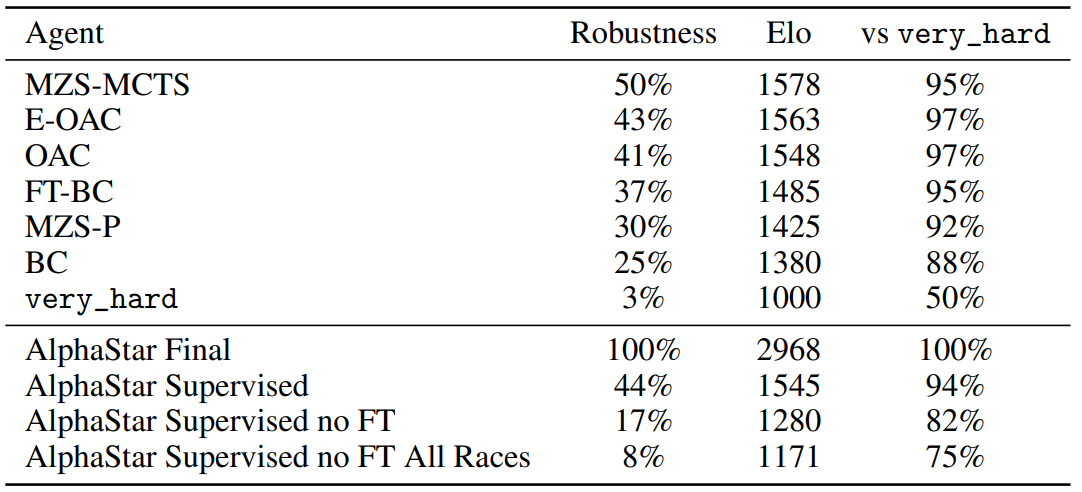 Agent Robustness Elo vs very_hard
MZS-MCTS 50% 1578 95%
E-OAC 43% 1563 97%
OAC 41% 1548 97%
FT-BC 37% 1485 95%
MZS-P 30% 1425 92%
BC 25% 1380 88%
very_hard 3% 1000 50%
AlphaStar Final 100% 2968 100%
AlphaStar Supervised 44% 1545 94%
AlphaStar Supervised no FT 17% 1280 82%
AlphaStar Supervised no FT All Races 8% 1171 75%